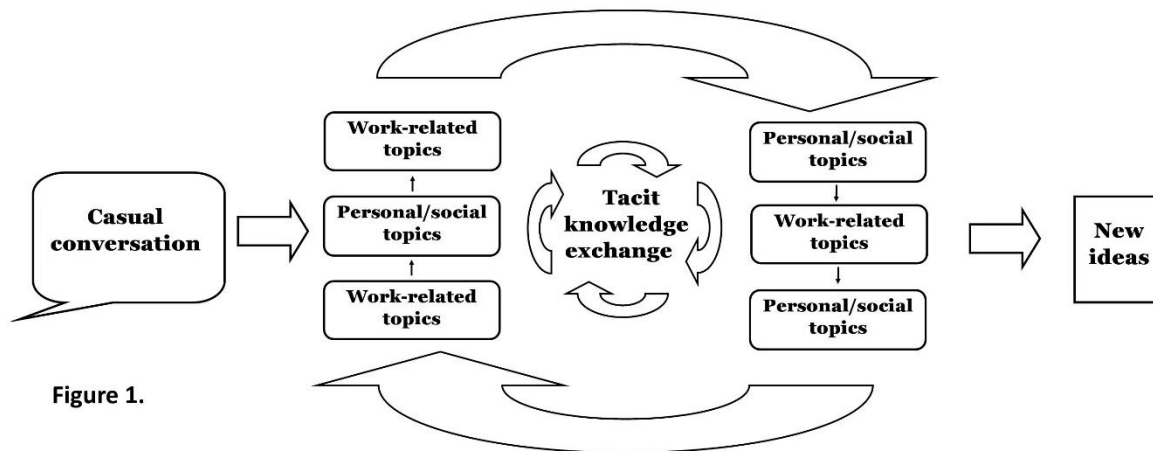 Casual
conversation
Work-related
topics
Personal/social
topics
Work-related
topics
Tacit
knowledge
exchange
Personal/social
topics
Work-related
topics
Personal/social
topics
New
ideas
Figure 1.